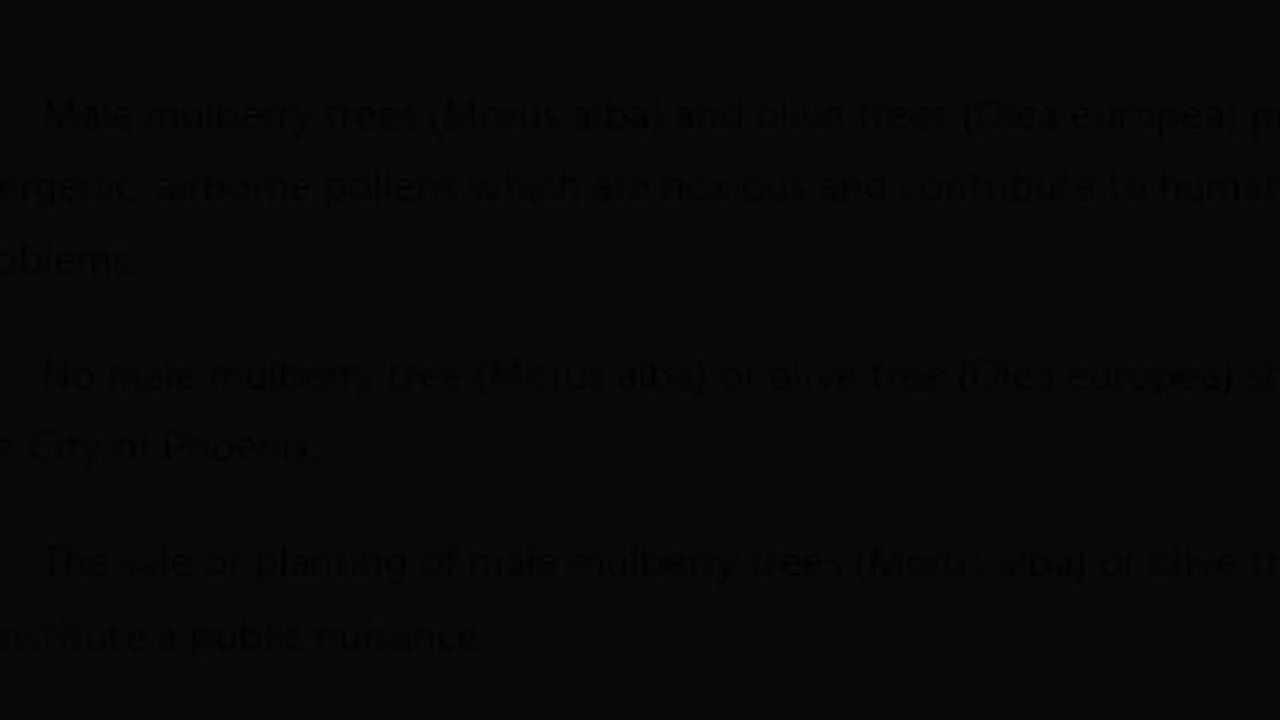 Male mulberry trees (Morus alba) and olive trees (Olea europea) p
ergenic, airborne pollens which are noxious and contribute to human
oblems.
No male mulberry tree (Morus alba) or olive tree (Olea europea) sh
e City of Phoenix.
The sale or planting of male mulberry trees (Morus alba) or olive tr
nstitute a public nuisance.